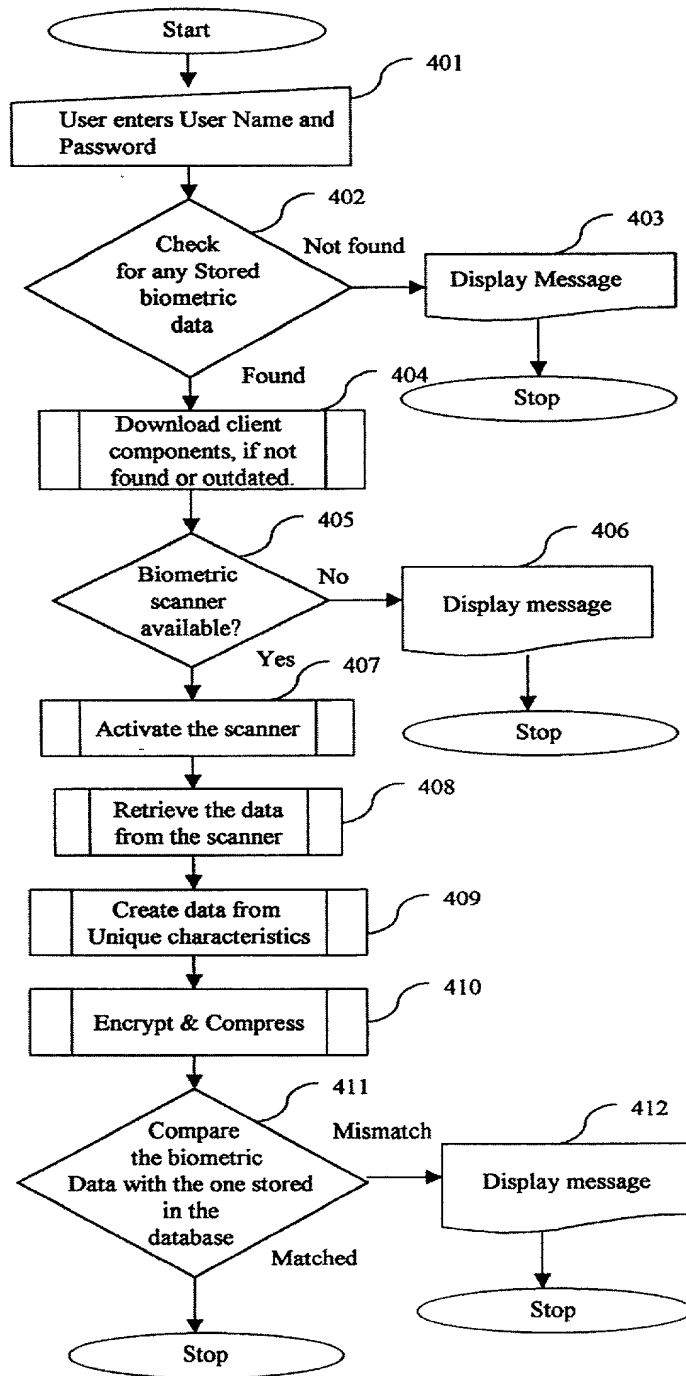 Start
401
User enters User Name and
Password
402
Check
for any Stored
biometric
data
Not found
403
Display Message
Stop
Found
404
Download client
components, if not
found or outdated.
405
Biometric
scanner
available?
No
406
Display message
Stop
Yes
407
Activate the scanner
Retrieve the data
from the scanner
408
Create data from
Unique characteristics
409
Encrypt & Compress
410
411
Compare
the biometric
Data with the one stored
in the
database
Mismatch
412
Display message
Stop
Matched
Stop